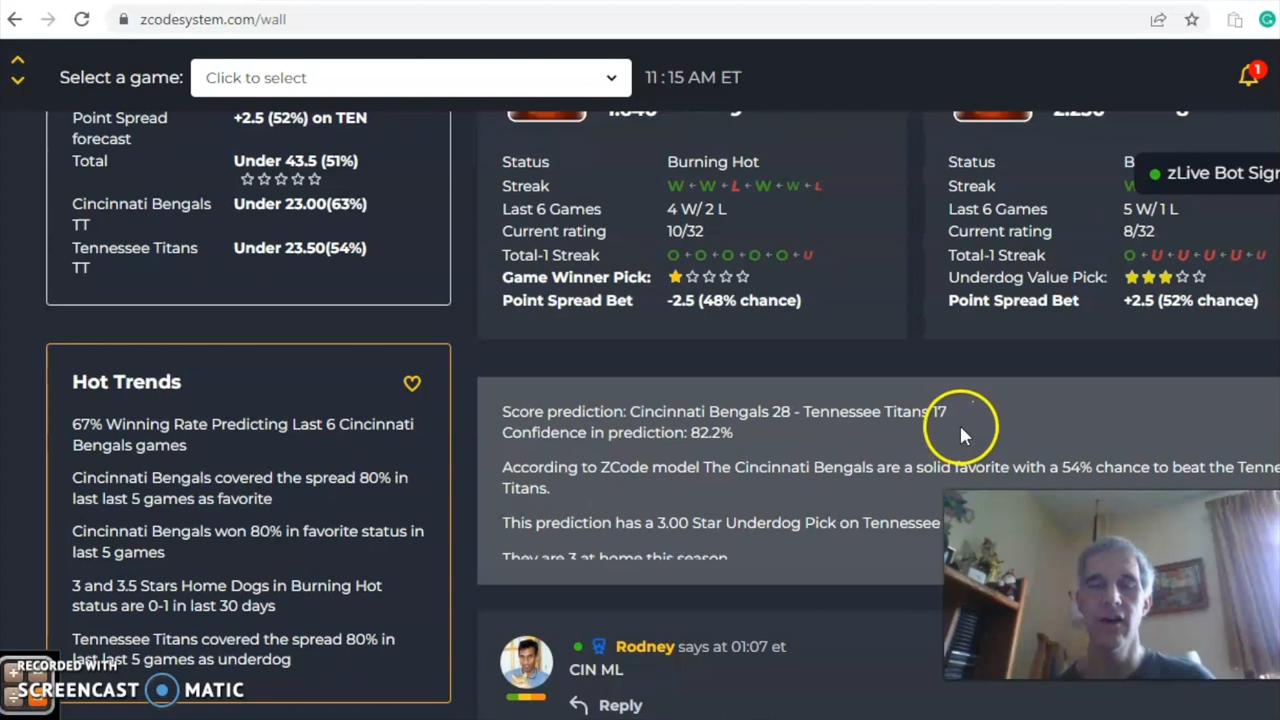 zcodesystem.com/wall
Select a game: Click to select 11:15 AM ET 1
Point Spread forecast +2.5 (52%) on TEN
Total Under 43.5 (51%)
☆☆☆☆☆
Cincinnati Bengals TT Under 23.00(63%)
Tennessee Titans TT Under 23.50(54%)
Status Burning Hot
Streak W W L W W L
Last 6 Games 4 W/ 2 L
Current rating 10/32
Total-1 Streak O O O O O U
Game Winner Pick: ★☆☆☆☆
Point Spread Bet -2.5 (48% chance)
Status B
zLive Bot Sign
Streak W
Last 6 Games 5 W/ 1 L
Current rating 8/32
Total-1 Streak O U U U U U
Underdog Value Pick: ★★★☆☆
Point Spread Bet +2.5 (52% chance)
Hot Trends
67% Winning Rate Predicting Last 6 Cincinnati
Bengals games
Cincinnati Bengals covered the spread 80% in
last last 5 games as favorite
Cincinnati Bengals won 80% in favorite status in
last 5 games
3 and 3.5 Stars Home Dogs in Burning Hot
status are 0-1 in last 30 days
Tennessee Titans covered the spread 80% in
last last 5 games as underdog
Score prediction: Cincinnati Bengals 28 - Tennessee Titans 17
Confidence in prediction: 82.2%
According to ZCode model The Cincinnati Bengals are a solid favorite with a 54% chance to beat the Tenne
Titans.
This prediction has a 3.00 Star Underdog Pick on Tennessee
They are 3 at home this season
Rodney says at 01:07 et
CIN ML
Reply
RECORDED WITH
SCREENCAST MATIC